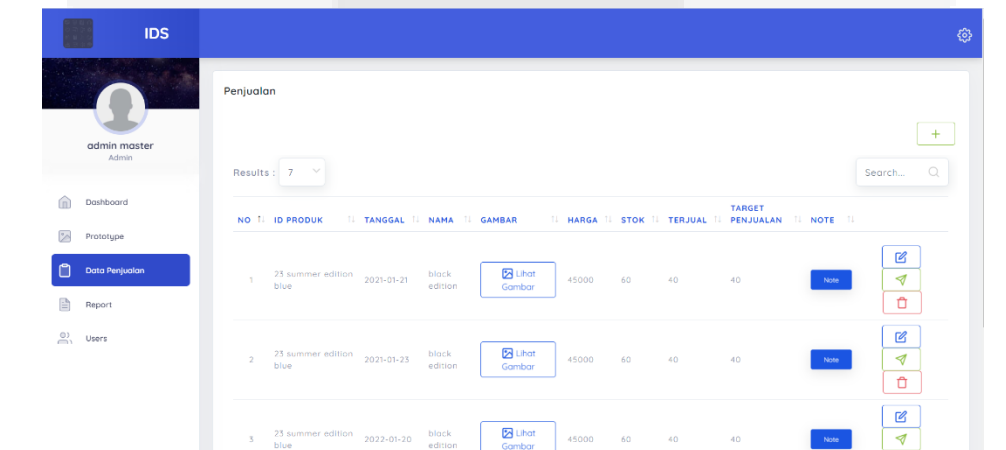 IDS
admin master
Admin
Dashboard
Prototype
Data Penjualan
Report
Users
Penjualan
+
Results : 7
Search...
NO ID PRODUK TANGGAL NAMA GAMBAR HARGA STOK TERJUAL TARGET PENJUALAN NOTE
1 23 summer edition blue 2021-01-21 black edition Lihat Gambar 45000 60 40 40 Note
2 23 summer edition blue 2021-01-23 black edition Lihat Gambar 45000 60 40 40 Note
3 23 summer edition blue 2022-01-20 black edition Lihat Gambar 45000 60 40 40 Note